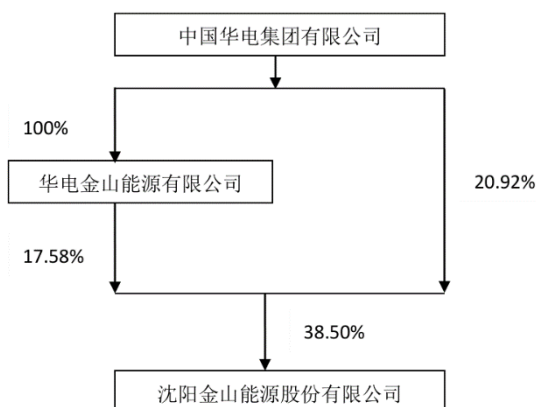 中国华电集团有限公司
100%
华电金山能源有限公司
20.92%
17.58%
38.50%
沈阳金山能源股份有限公司